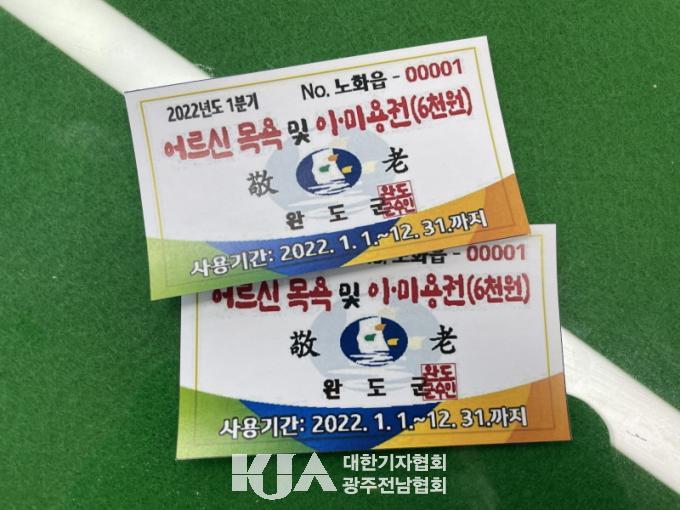 2022년도 1분기 No. 노화읍 - 00001
어르신 목욕 및 이·미용권(6천원)
敬 老
완 도 군
완도
군수인
사용기간: 2022. 1. 1.~12. 31.까지
No. 노화읍 - 00001
어르신 목욕 및 이·미용권(6천원)
敬 老
완 도 군
완도
군수인
사용기간: 2022. 1. 1.~12. 31.까지
KJA 대한기자협회
광주전남협회